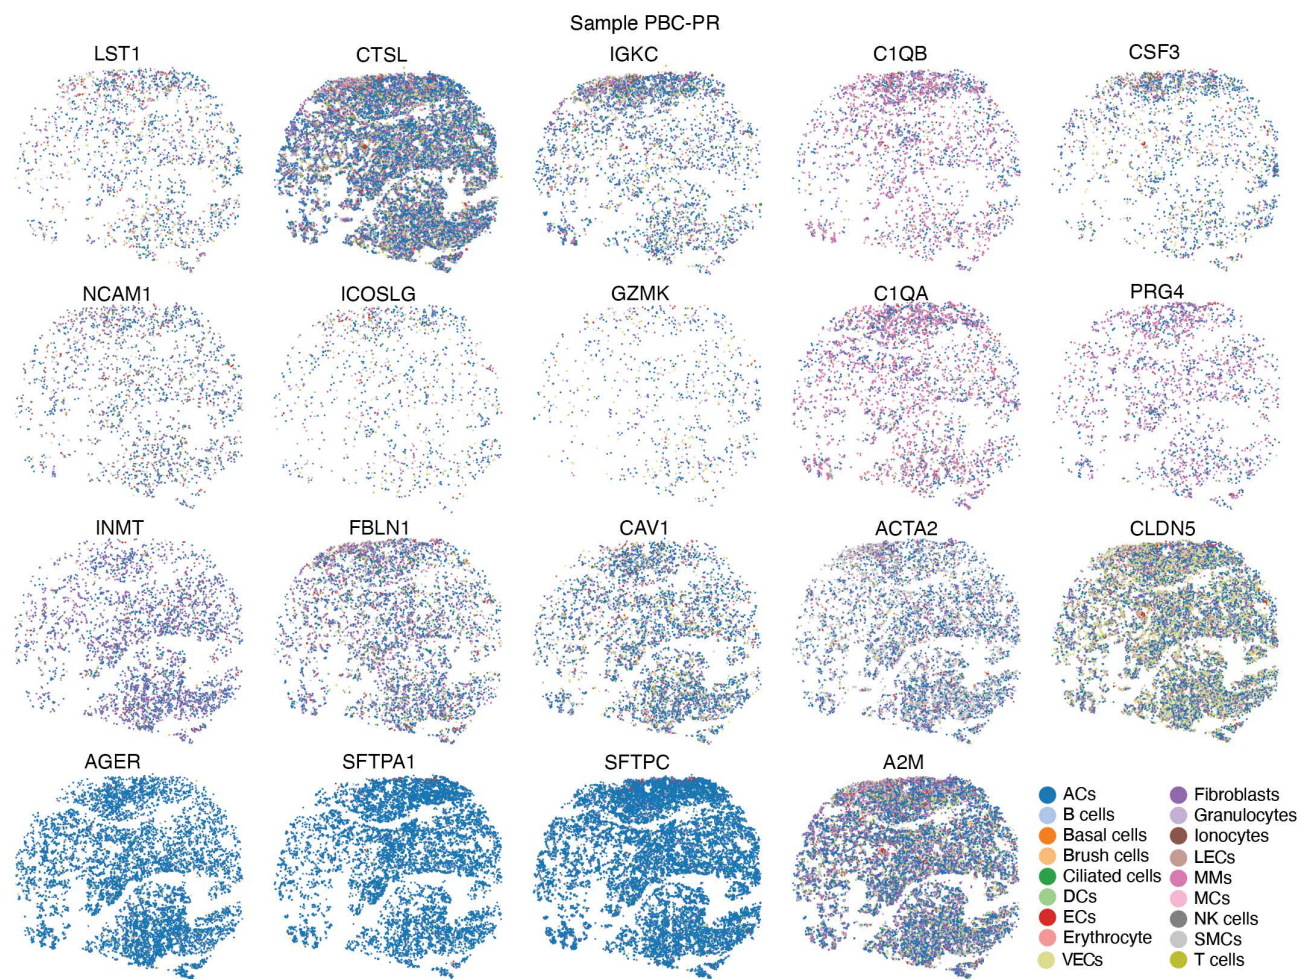 Sample PBC-PR
LST1
CTSL
IGKC
C1QB
CSF3
NCAM1
ICOSLG
GZMK
C1QA
PRG4
INMT
FBLN1
CAV1
ACTA2
CLDN5
AGER
SFTPA1
SFTPC
A2M
ACs
B cells
Basal cells
Brush cells
Ciliated cells
DCs
ECs
Erythrocyte
VECs
Fibroblasts
Granulocytes
Ionocytes
LECs
MMs
MCs
NK cells
SMCs
T cells